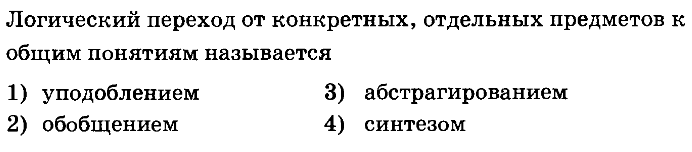 Логический переход от конкретных, отдельных предметов к
общим понятиям называется
1) уподоблением 3) абстрагированием
2) обобщением 4) синтезом